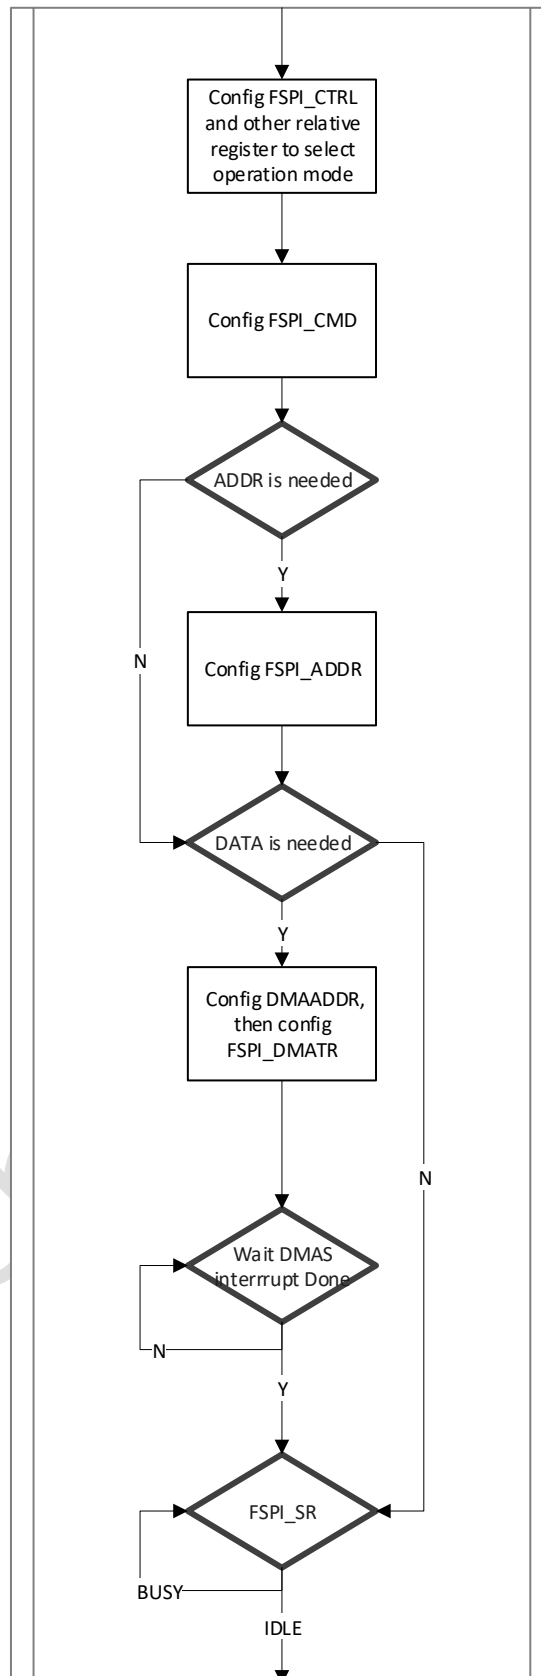 Config FSPI_CTRL
and other relative
register to select
operation mode
Config FSPI_CMD
ADDR is needed
Y
N
Config FSPI_ADDR
DATA is needed
Y
Config DMAADDR,
then config
FSPI_DMATR
N
Wait DMAS
interrrupt Done
N
Y
FSPI_SR
BUSY
IDLE